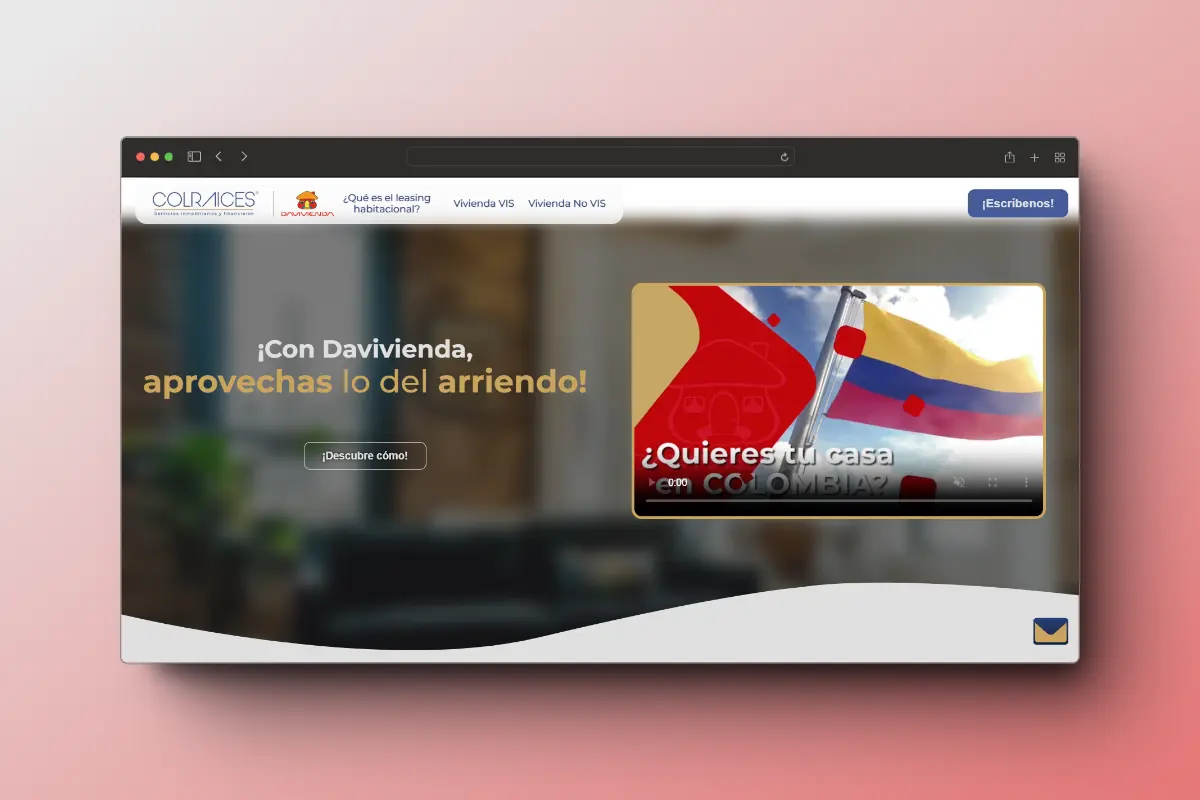 COLRAICES®
Servicios Inmobiliarios y Financieros
DAVIVIENDA
¿Qué es el leasing
habitacional?
Vivienda VIS
Vivienda No VIS
¡Escríbenos!
¡Con Davivienda,
aprovechas lo del arriendo!
¡Descubre cómo!
¿Quieres tu casa
en COLOMBIA?
0:00